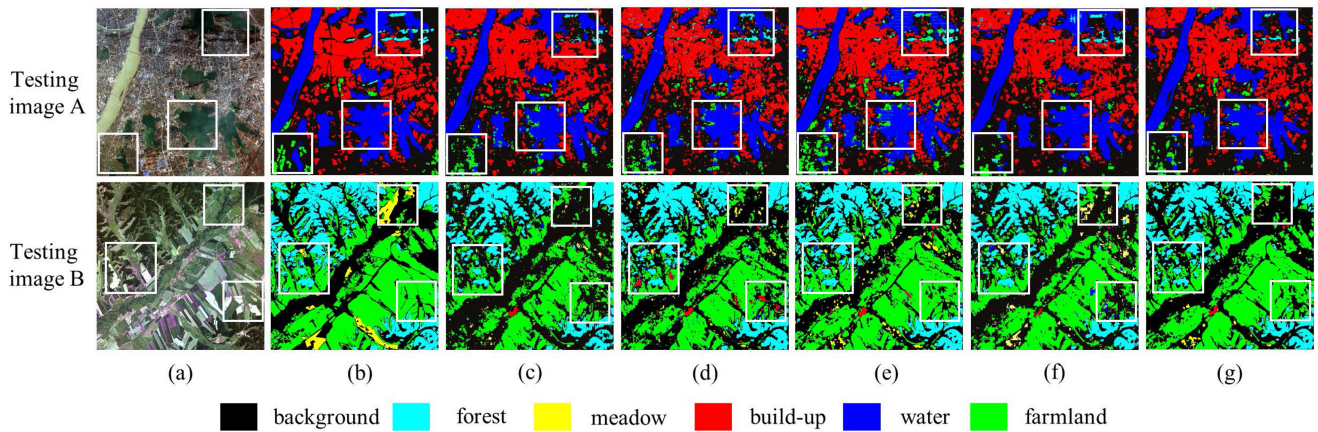 Testing
image A
Testing
image B
(a) (b) (c) (d) (e) (f) (g)
background forest meadow build-up water farmland